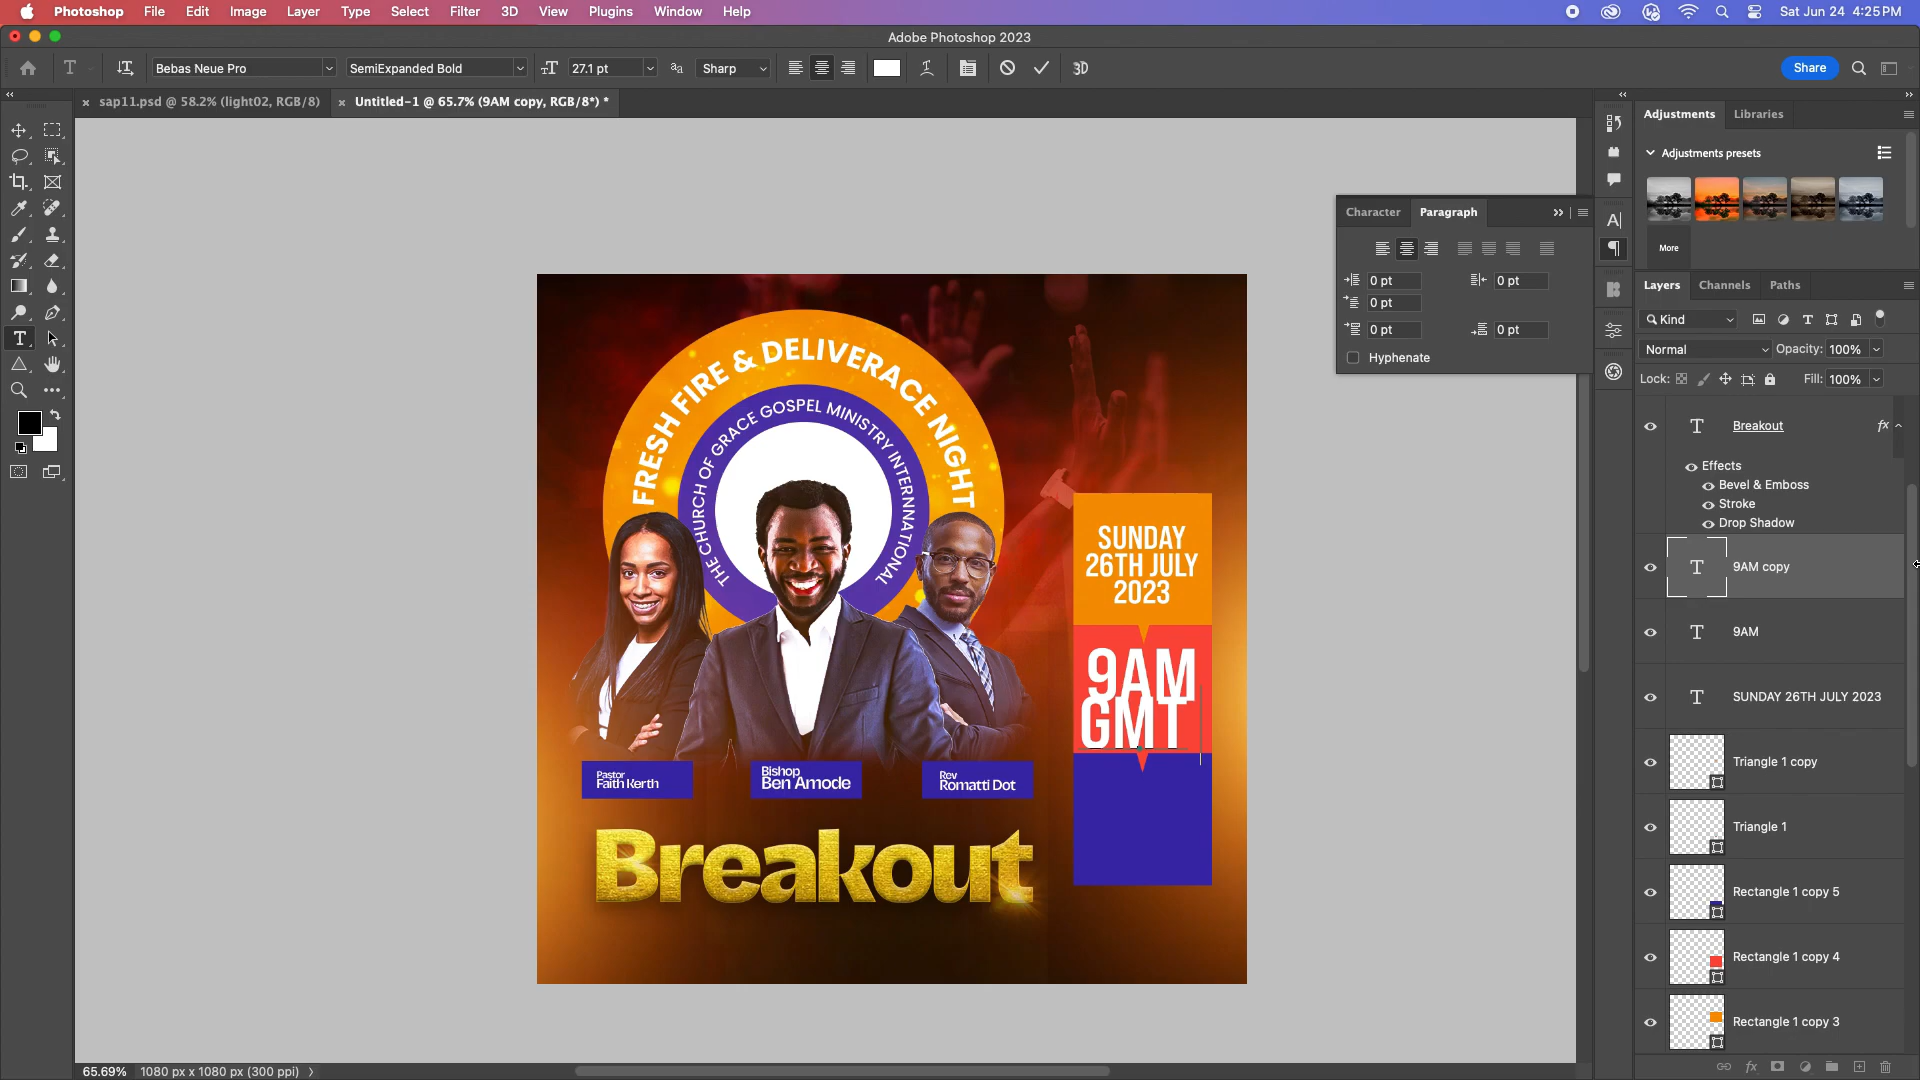 Photoshop File Edit Image Layer Type Select Filter 3D View Plugins Window Help Sat Jun 24 4:25 PM
Adobe Photoshop 2023
Bebas Neue Pro SemiExpanded Bold 27.1 pt Sharp 3D Share
sap11.psd @ 58.2% (light02, RGB/8) Untitled-1 @ 65.7% (9AM copy, RGB/8*) *
Adjustments Libraries
Adjustments presets
More
Character Paragraph
0 pt 0 pt
0 pt
0 pt 0 pt
Hyphenate
Layers Channels Paths
Kind
Normal Opacity: 100%
Lock: Fill: 100%
Breakout fx
Effects
Bevel & Emboss
Stroke
Drop Shadow
9AM copy
9AM
SUNDAY 26TH JULY 2023
Triangle 1 copy
Triangle 1
Rectangle 1 copy 5
Rectangle 1 copy 4
Rectangle 1 copy 3
FRESH FIRE & DELIVERACE NIGHT
THE CHURCH OF GRACE GOSPEL MINISTRY INTERNNATIONAL
SUNDAY
26TH JULY
2023
9AM
GMT
Pastor
Faith Kerth
Bishop
Ben Amode
Rev
Romatti Dot
Breakout
65.69% 1080 px x 1080 px (300 ppi)